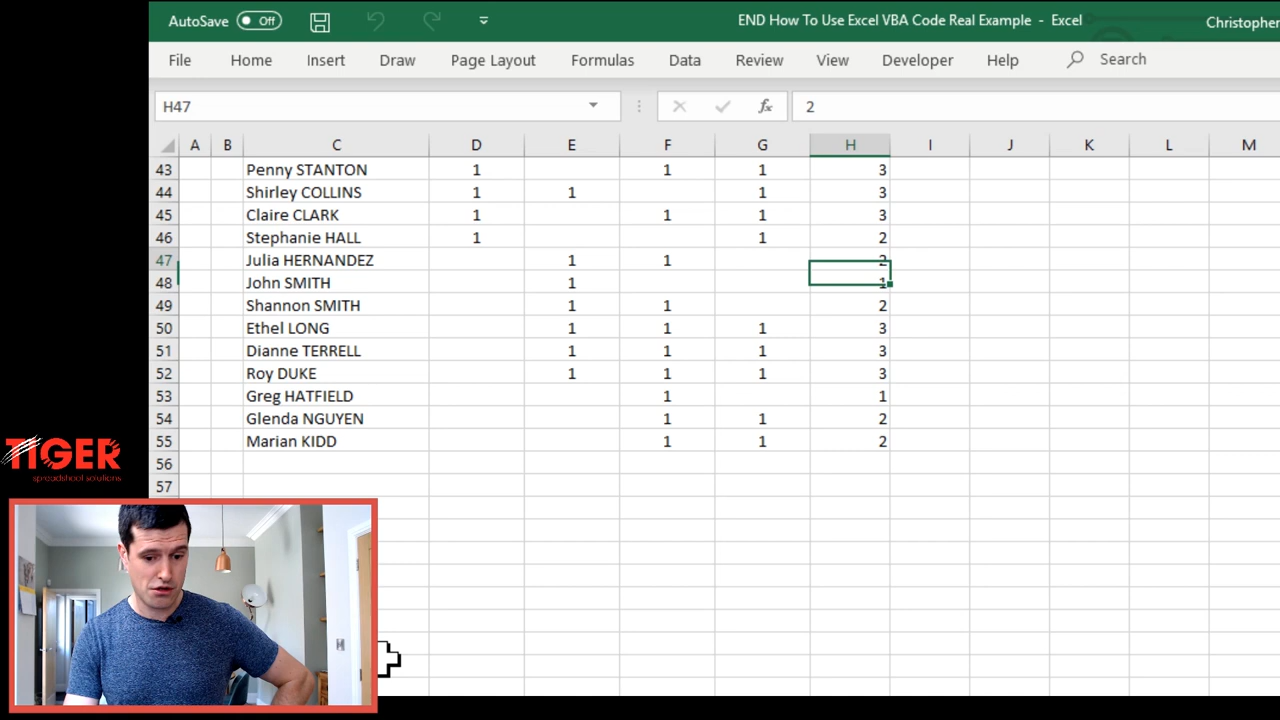 AutoSave Off END How To Use Excel VBA Code Real Example - Excel Christopher
File Home Insert Draw Page Layout Formulas Data Review View Developer Help Search
H47 fx 2
A B C D E F G H I J K L M
43 Penny STANTON 1 1 1 3
44 Shirley COLLINS 1 1 1 3
45 Claire CLARK 1 1 1 3
46 Stephanie HALL 1 1 2
47 Julia HERNANDEZ 1 1 2
48 John SMITH 1 1
49 Shannon SMITH 1 1 2
50 Ethel LONG 1 1 1 3
51 Dianne TERRELL 1 1 1 3
52 Roy DUKE 1 1 1 3
53 Greg HATFIELD 1 1
54 Glenda NGUYEN 1 1 2
55 Marian KIDD 1 1 2
56
57
TIGER
spreadsheet solutions